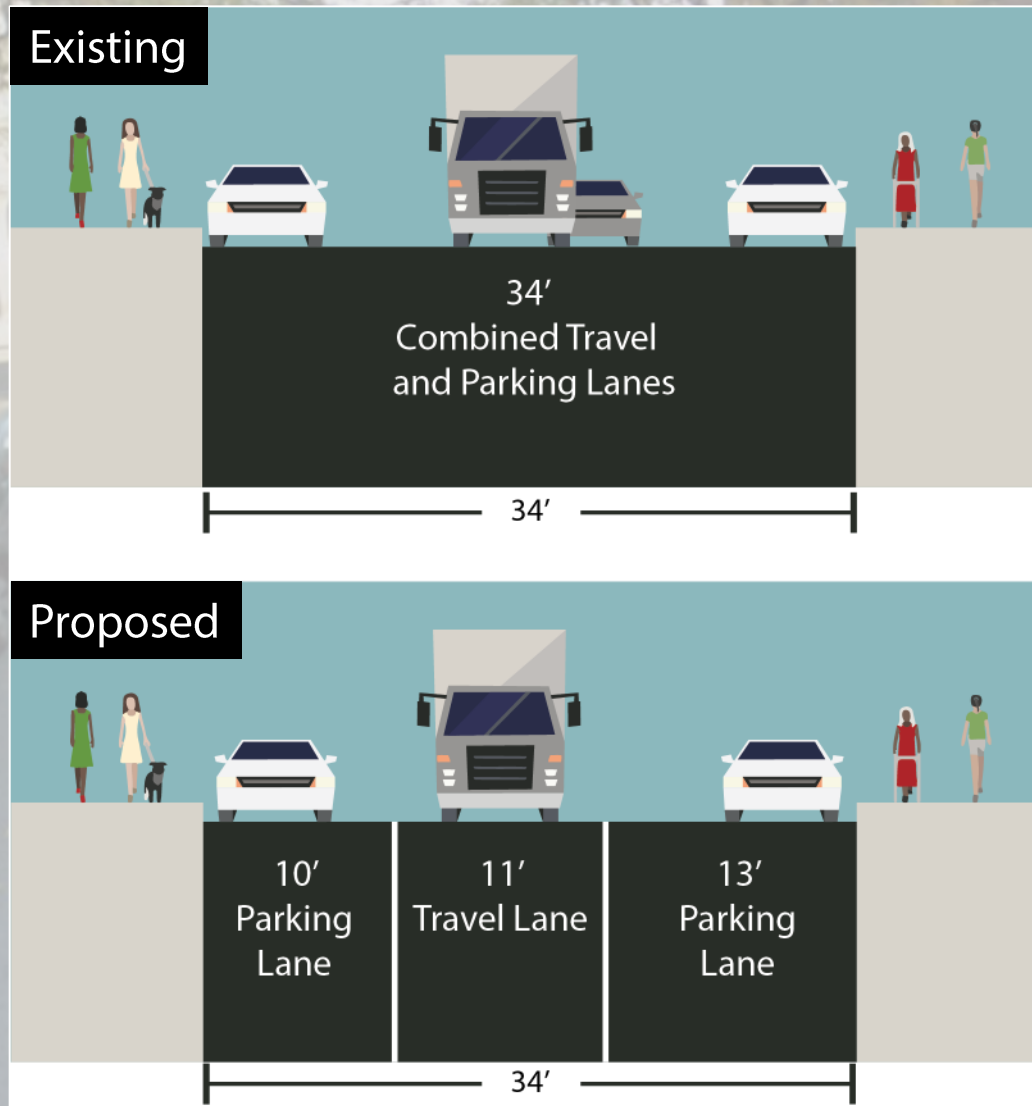 Existing
34’
Combined Travel
and Parking Lanes
34’
Proposed
10’
Parking
Lane
11’
Travel Lane
13’
Parking
Lane
34’